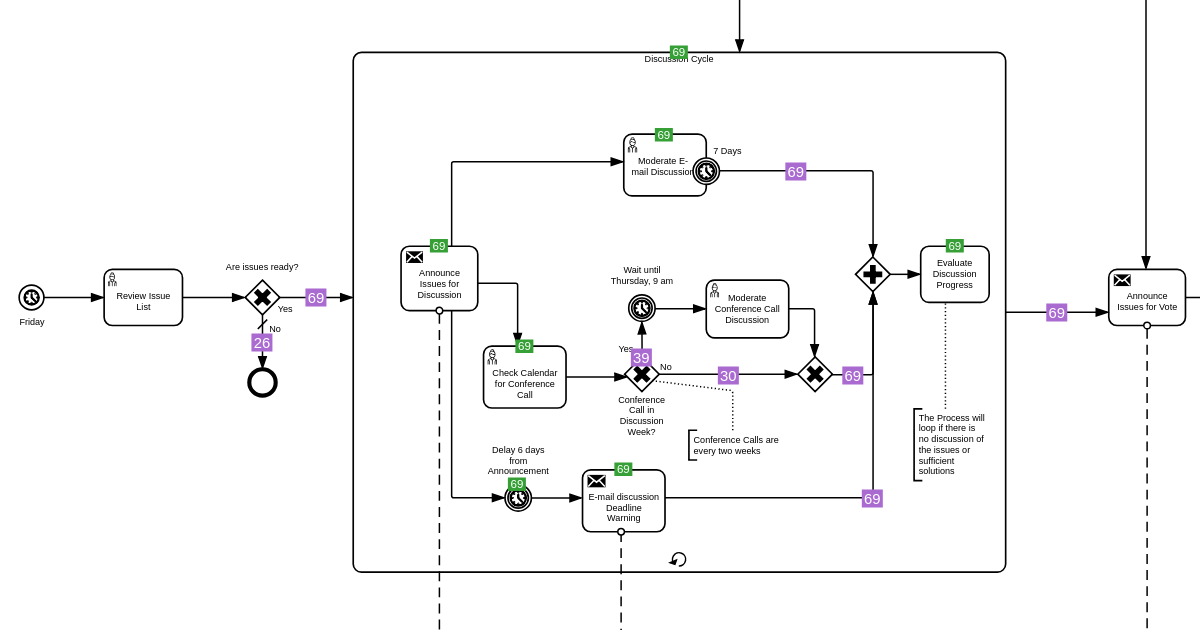 69
Discussion Cycle
69
Moderate E-
mail Discussion
7 Days
69
69
Announce
Issues for
Discussion
69
Evaluate
Discussion
Progress
Are issues ready?
Friday
Review Issue
List
Yes
69
No
26
Wait until
Thursday, 9 am
Moderate
Conference Call
Discussion
69
Check Calendar
for Conference
Call
Yes
39
No
30
69
Conference
Call in
Discussion
Week?
Conference Calls are
every two weeks
The Process will
loop if there is
no discussion of
the issues or
sufficient
solutions
69
Announce
Issues for Vote
Delay 6 days
from
Announcement
69
69
E-mail discussion
Deadline
Warning
69